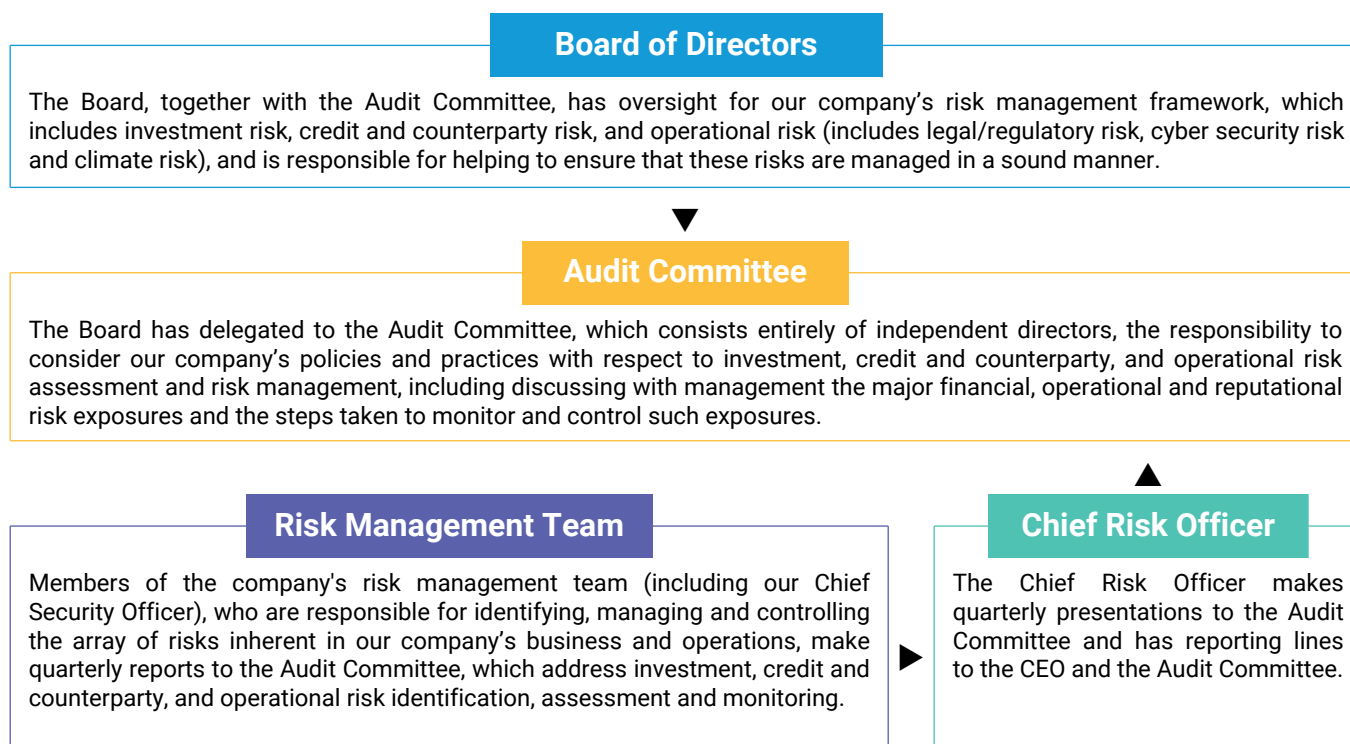 Board of Directors
The Board, together with the Audit Committee, has oversight for our company’s risk management framework, which
includes investment risk, credit and counterparty risk, and operational risk (includes legal/regulatory risk, cyber security risk
and climate risk), and is responsible for helping to ensure that these risks are managed in a sound manner.
Audit Committee
The Board has delegated to the Audit Committee, which consists entirely of independent directors, the responsibility to
consider our company’s policies and practices with respect to investment, credit and counterparty, and operational risk
assessment and risk management, including discussing with management the major financial, operational and reputational
risk exposures and the steps taken to monitor and control such exposures.
Risk Management Team
Members of the company's risk management team (including our Chief
Security Officer), who are responsible for identifying, managing and controlling
the array of risks inherent in our company’s business and operations, make
quarterly reports to the Audit Committee, which address investment, credit and
counterparty, and operational risk identification, assessment and monitoring.
Chief Risk Officer
The Chief Risk Officer makes
quarterly presentations to the Audit
Committee and has reporting lines
to the CEO and the Audit Committee.